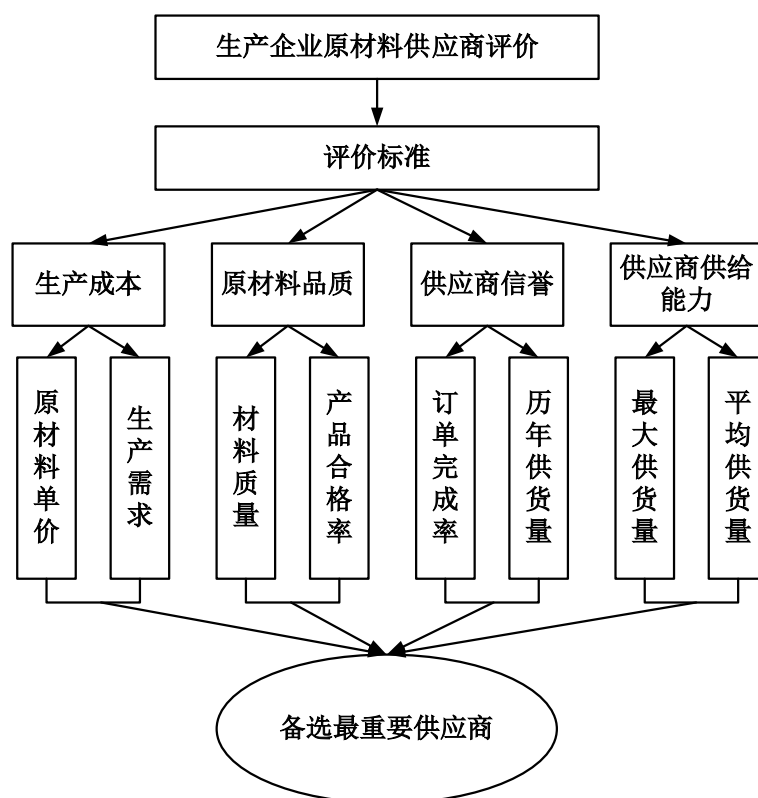 生产企业原材料供应商评价
评价标准
生产成本
原材料品质
供应商信誉
供应商供给
能力
原材料单价
生产需求
材料质量
产品合格率
订单完成率
历年供货量
最大供货量
平均供货量
备选最重要供应商